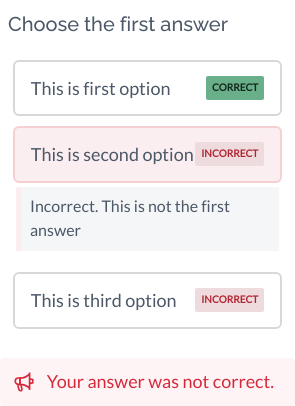 Choose the first answer
This is first option CORRECT
This is second option INCORRECT
Incorrect. This is not the first
answer
This is third option INCORRECT
Your answer was not correct.